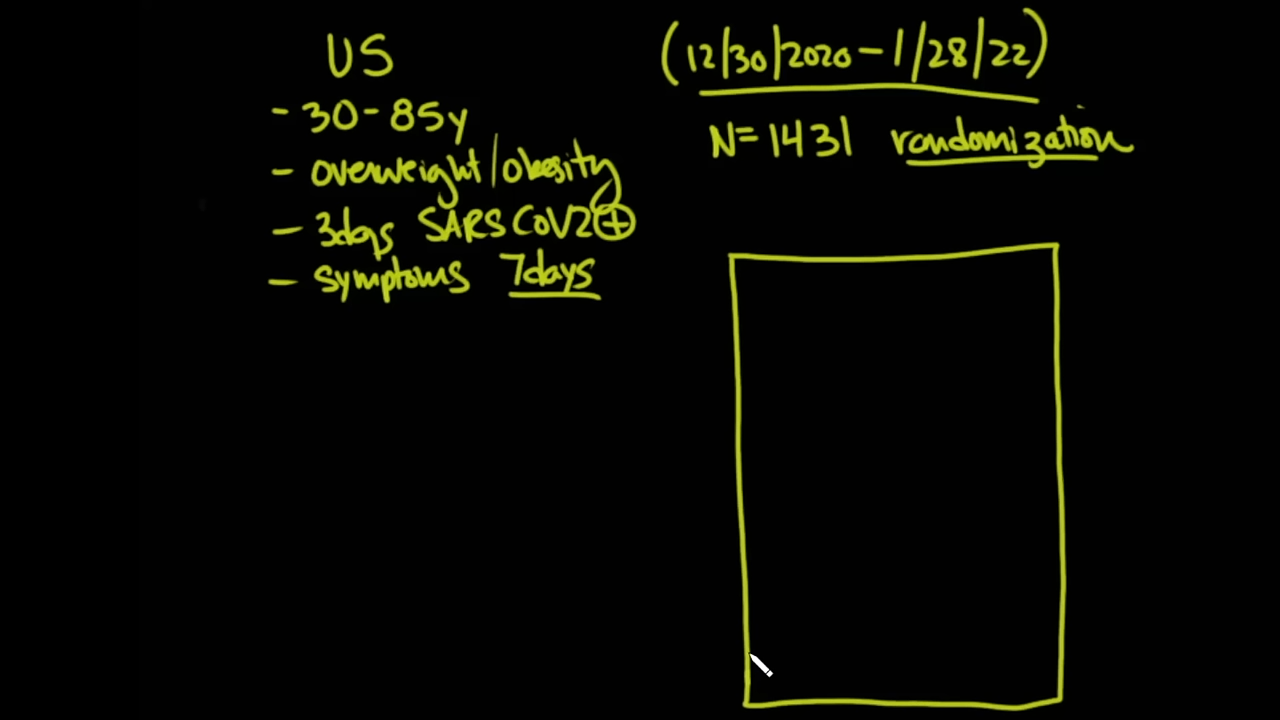 US
- 30-85y
- overweight/obesity
- 3days SARS CoV2 ⊕
- symptoms 7days
(12/30/2020 - 1/28/22)
N=1431 randomization